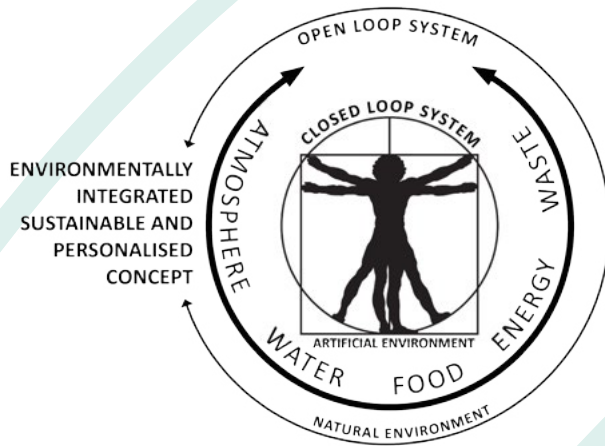 OPEN LOOP SYSTEM
CLOSED LOOP SYSTEM
ATMOSPHERE
WATER
FOOD
ENERGY
WASTE
ENVIRONMENTALLY
INTEGRATED
SUSTAINABLE AND
PERSONALISED
CONCEPT
ARTIFICIAL ENVIRONMENT
NATURAL ENVIRONMENT